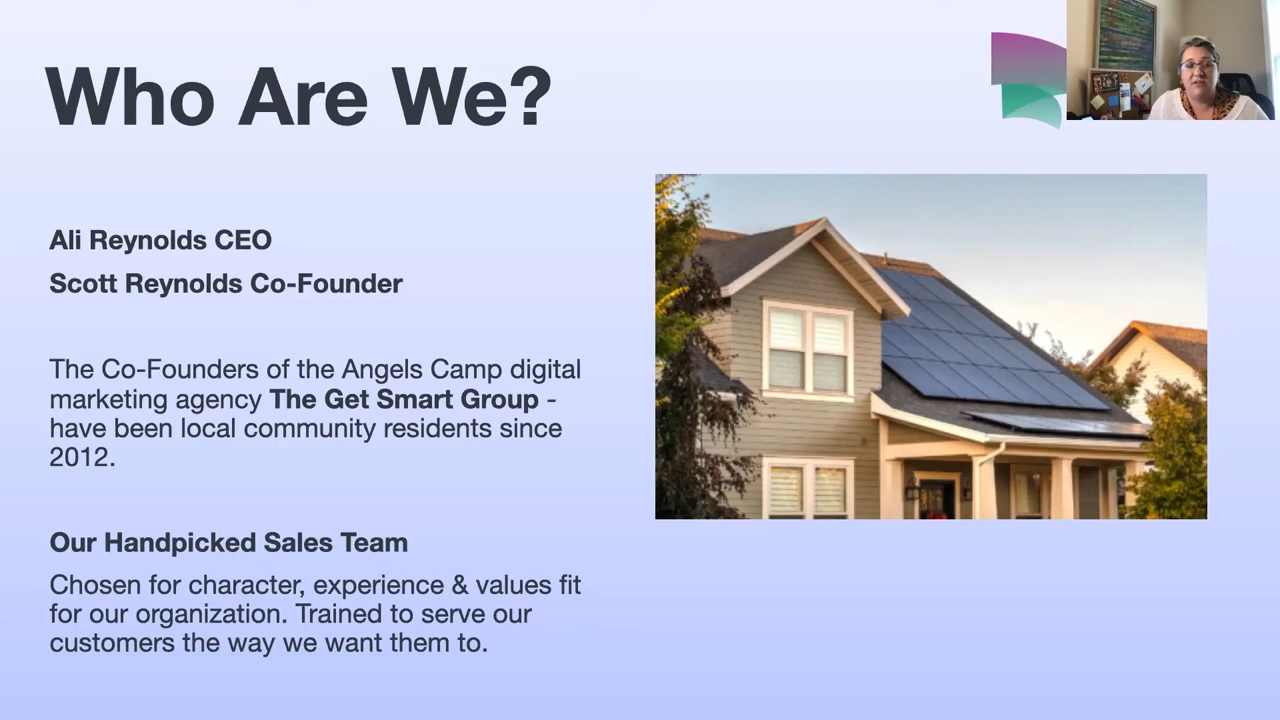 Who Are We?
Ali Reynolds CEO
Scott Reynolds Co-Founder
The Co-Founders of the Angels Camp digital
marketing agency The Get Smart Group -
have been local community residents since
2012.
Our Handpicked Sales Team
Chosen for character, experience & values fit
for our organization. Trained to serve our
customers the way we want them to.